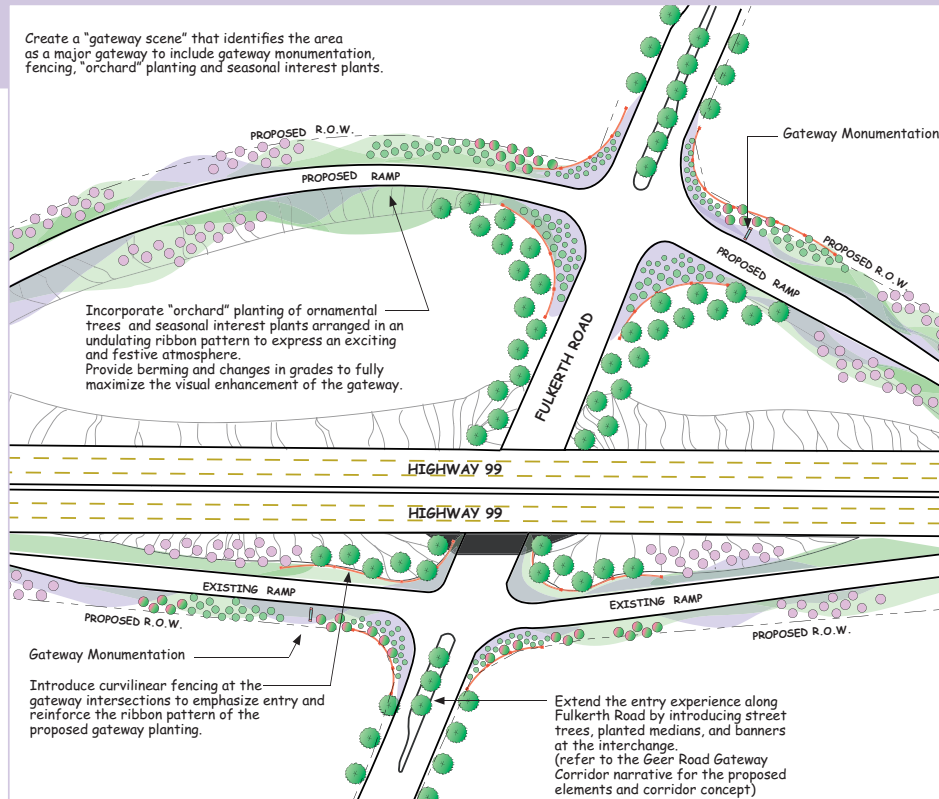 Create a “gateway scene” that identifies the area
as a major gateway to include gateway monumentation,
fencing, “orchard” planting and seasonal interest plants.
PROPOSED R.O.W.
Gateway Monumentation
PROPOSED RAMP
PROPOSED R.O.W.
PROPOSED RAMP
Incorporate “orchard” planting of ornamental
trees and seasonal interest plants arranged in an
undulating ribbon pattern to express an exciting
and festive atmosphere.
Provide berming and changes in grades to fully
maximize the visual enhancement of the gateway.
FULKERTH ROAD
HIGHWAY 99
HIGHWAY 99
EXISTING RAMP
EXISTING RAMP
PROPOSED R.O.W.
PROPOSED R.O.W.
Gateway Monumentation
Introduce curvilinear fencing at the
gateway intersections to emphasize entry and
reinforce the ribbon pattern of the
proposed gateway planting.
Extend the entry experience along
Fulkerth Road by introducing street
trees, planted medians, and banners
at the interchange.
(refer to the Geer Road Gateway
Corridor narrative for the proposed
elements and corridor concept)